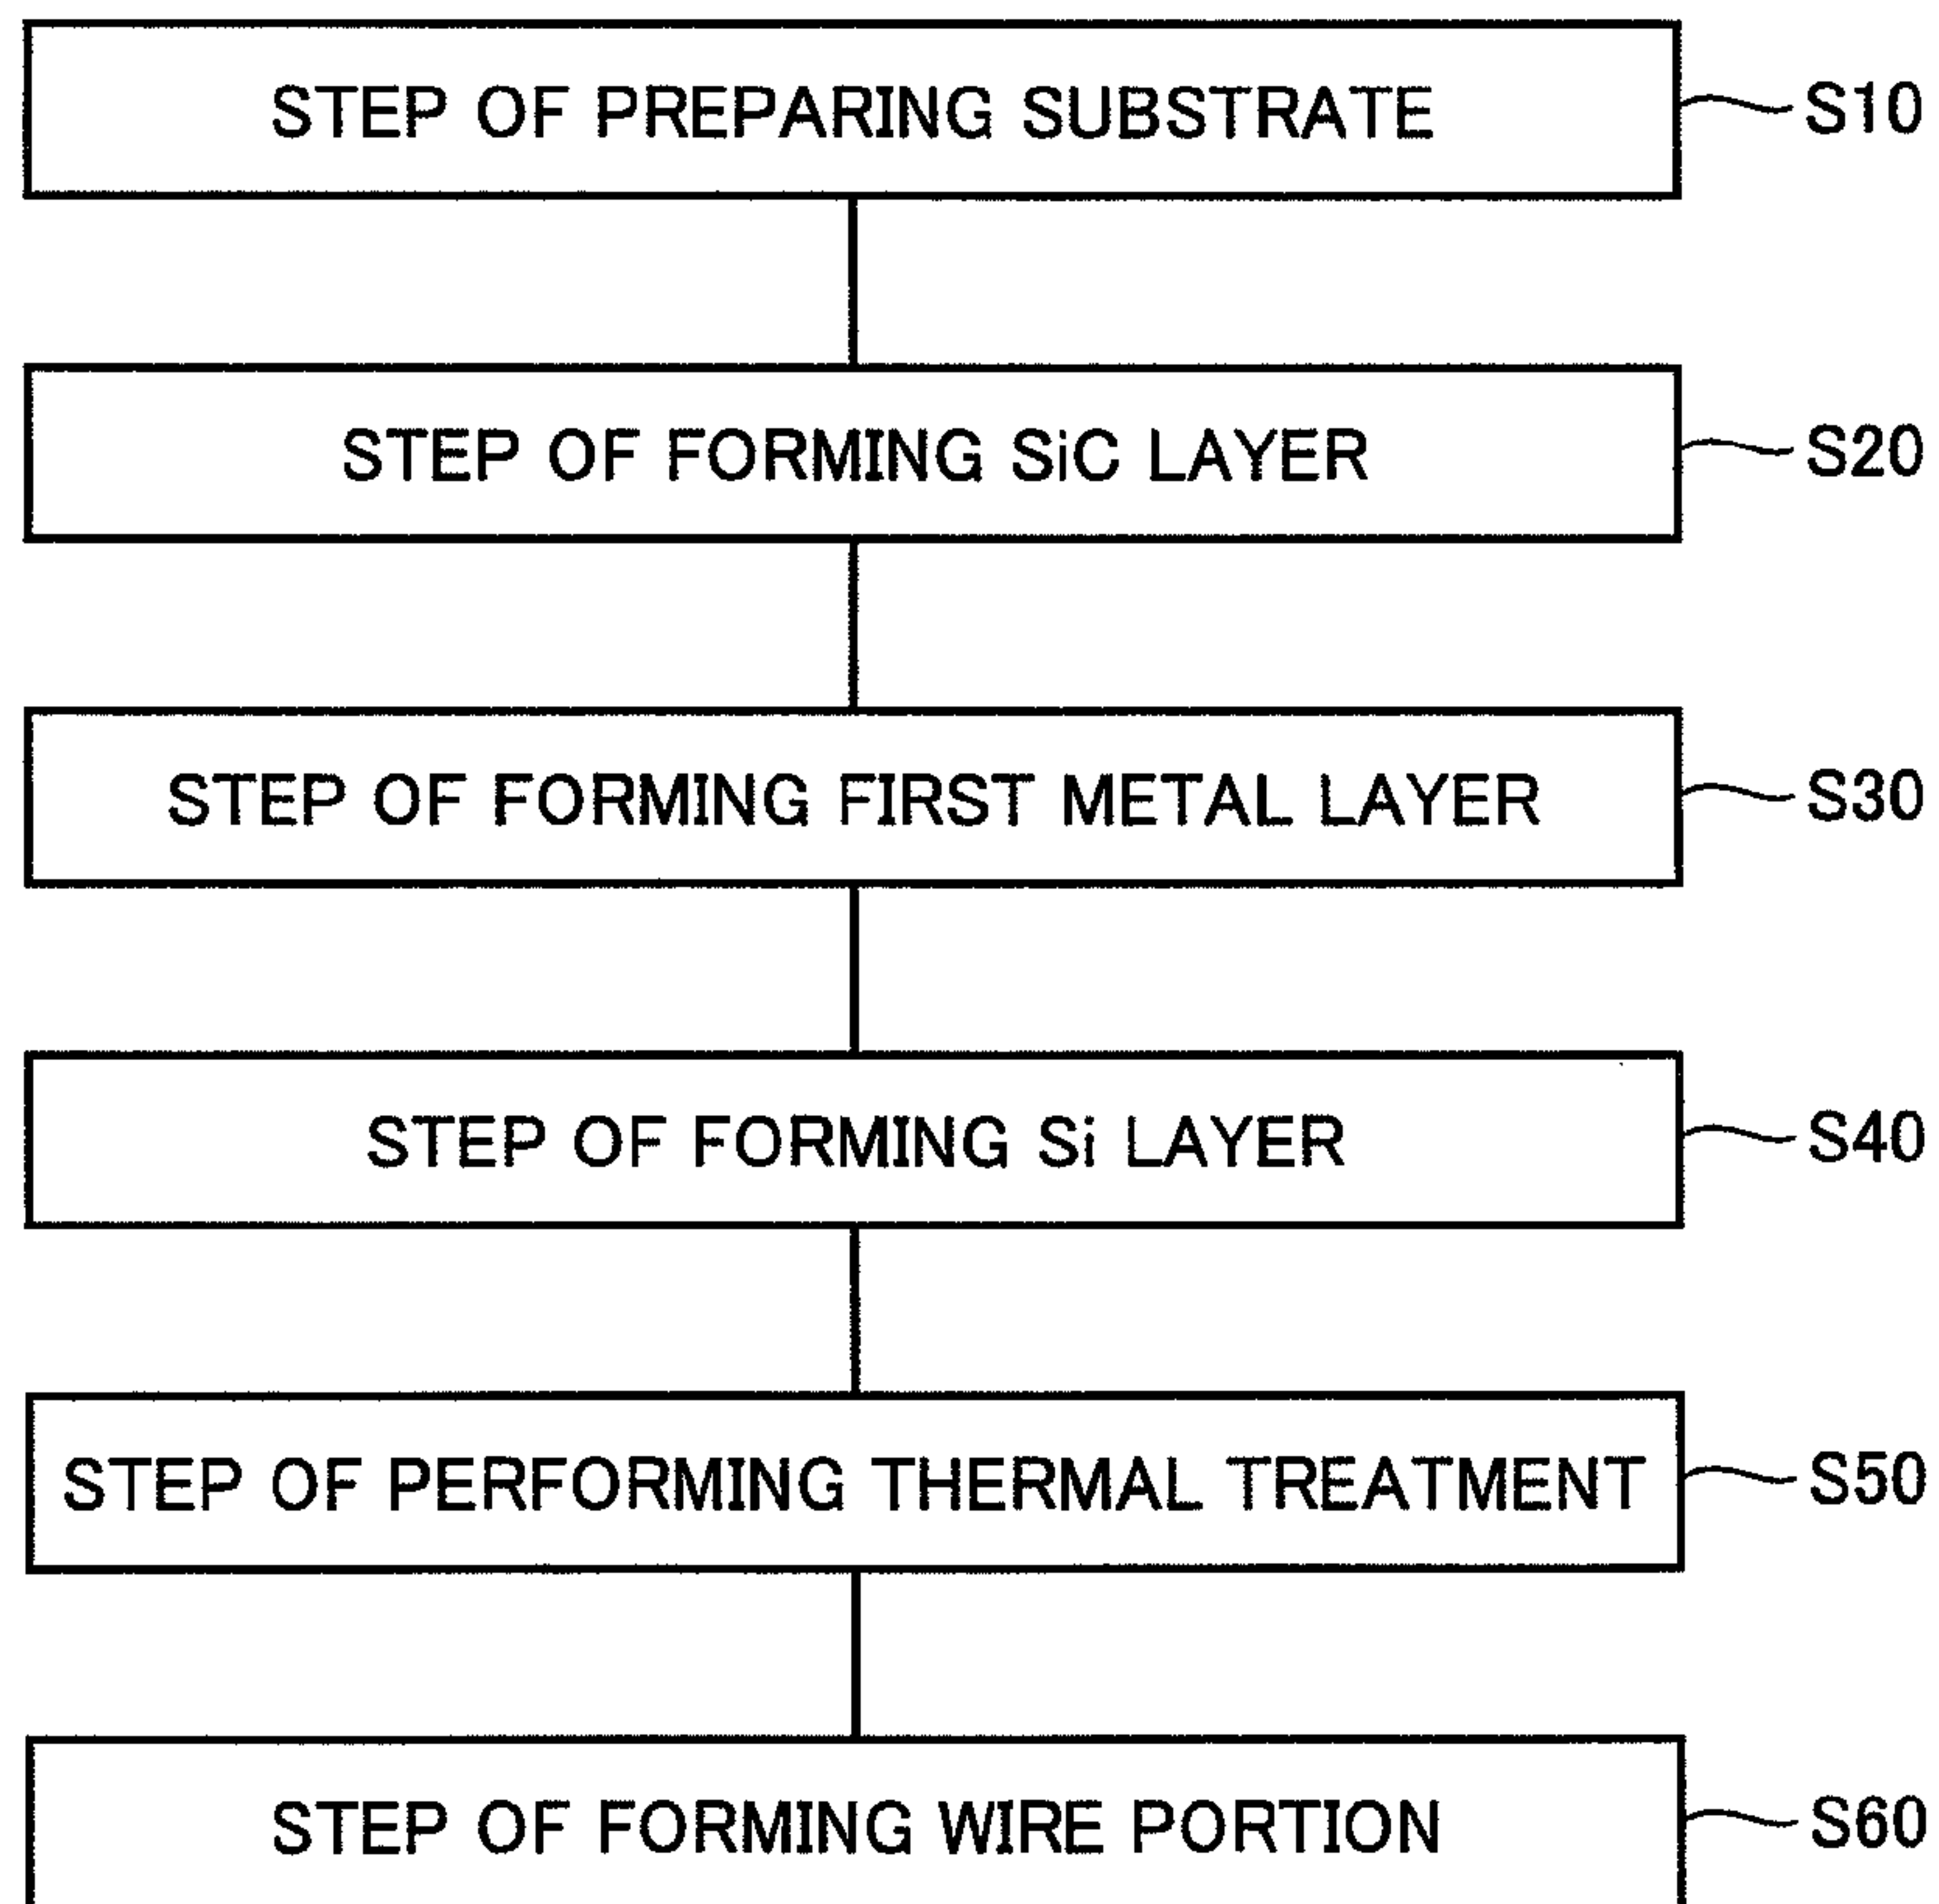 STEP OF PREPARING SUBSTRATE S10
STEP OF FORMING SiC LAYER S20
STEP OF FORMING FIRST METAL LAYER S30
STEP OF FORMING Si LAYER S40
STEP OF PERFORMING THERMAL TREATMENT S50
STEP OF FORMING WIRE PORTION S60